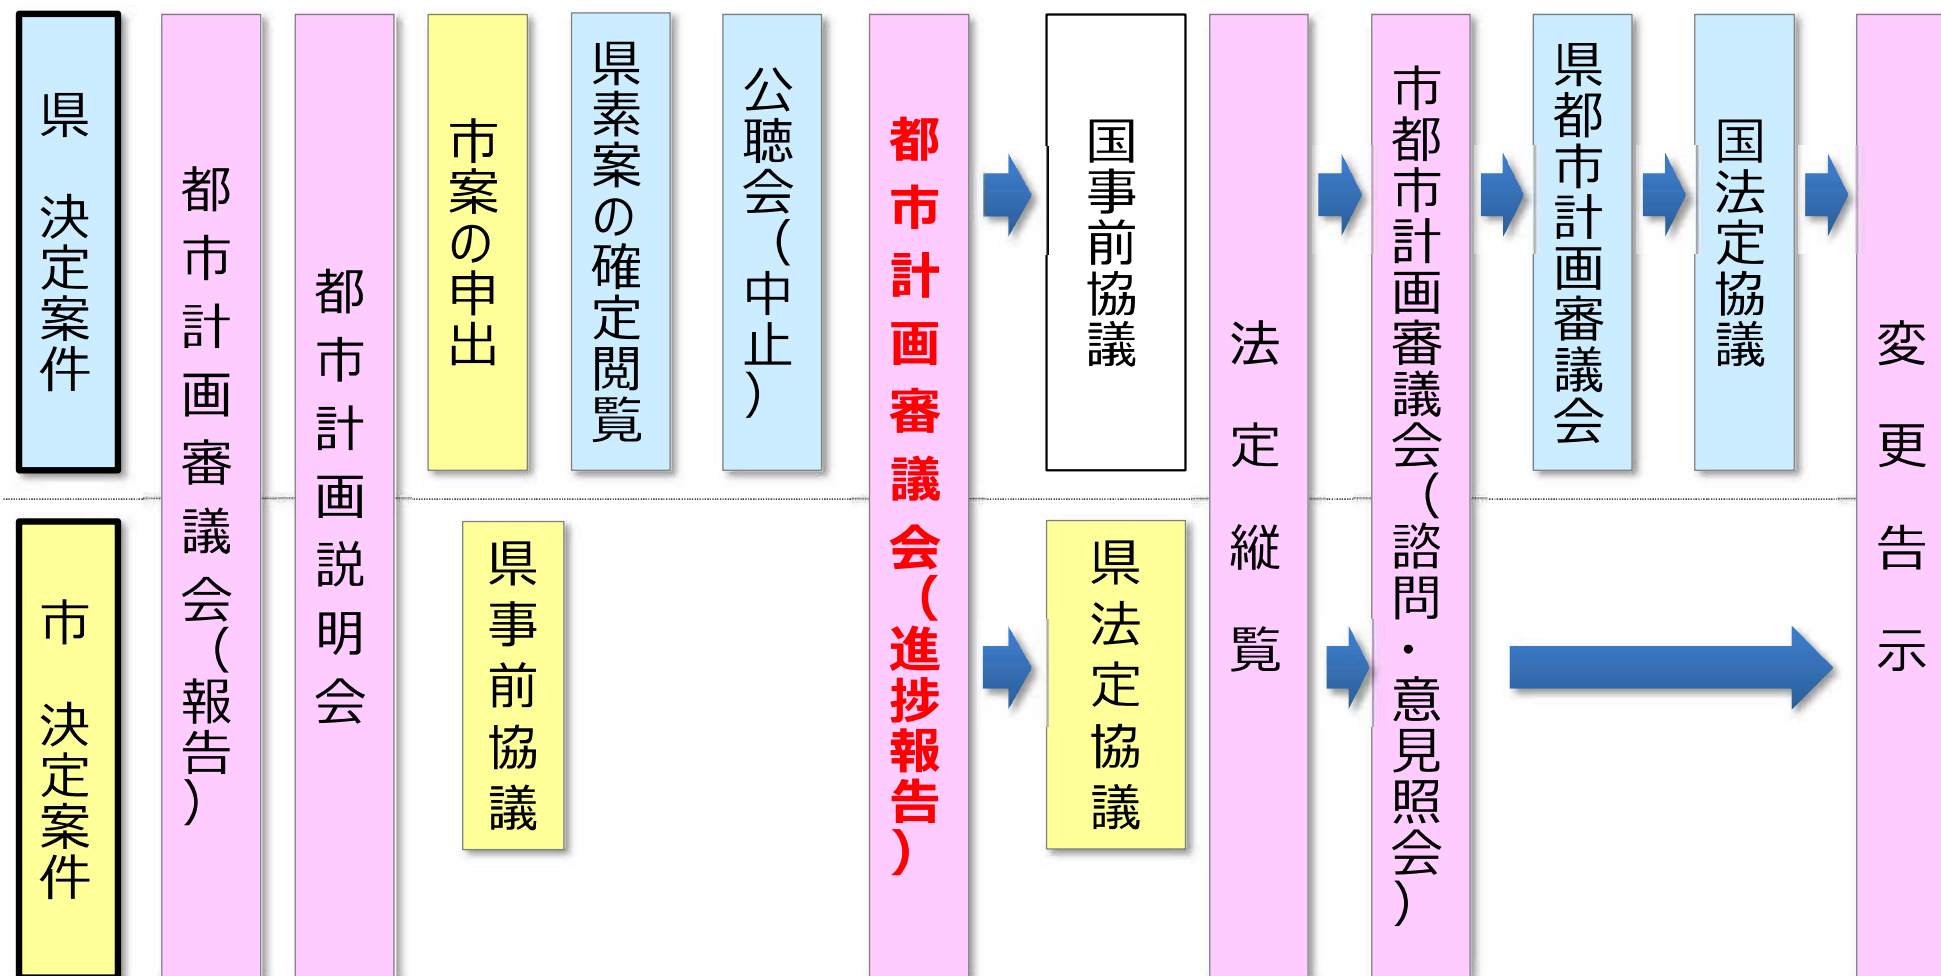 県　決定案件
都市計画審議会（報告）
都市計画説明会
市案の申出
県素案の確定閲覧
公聴会（中止）
都市計画審議会（進捗報告）
国事前協議
法定縦覧
市都市計画審議会（諮問・意見照会）
県都市計画審議会
国法定協議
変更告示
市　決定案件
県事前協議
県法定協議